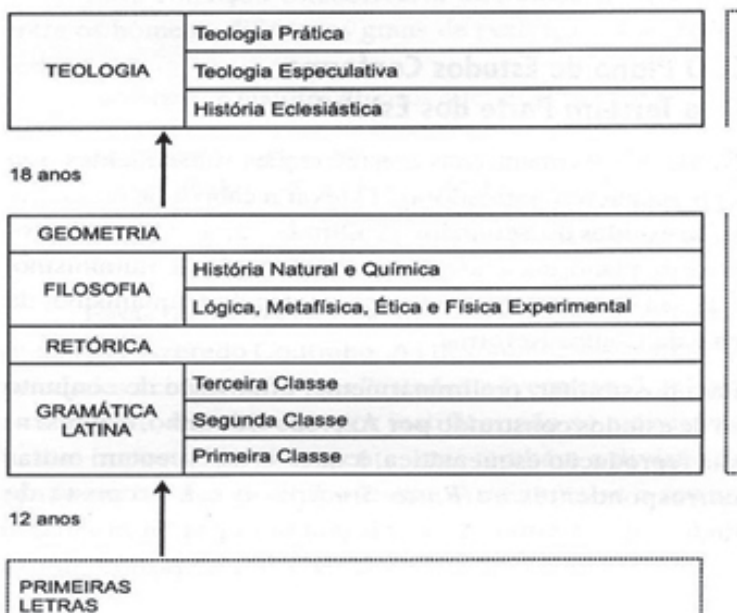 TEOLOGIA
Teologia Prática
Teologia Especulativa
História Eclesiástica
18 anos
GEOMETRIA
FILOSOFIA
História Natural e Química
Lógica, Metafísica, Ética e Física Experimental
RETÓRICA
GRAMÁTICA
LATINA
Terceira Classe
Segunda Classe
Primeira Classe
12 anos
PRIMEIRAS
LETRAS